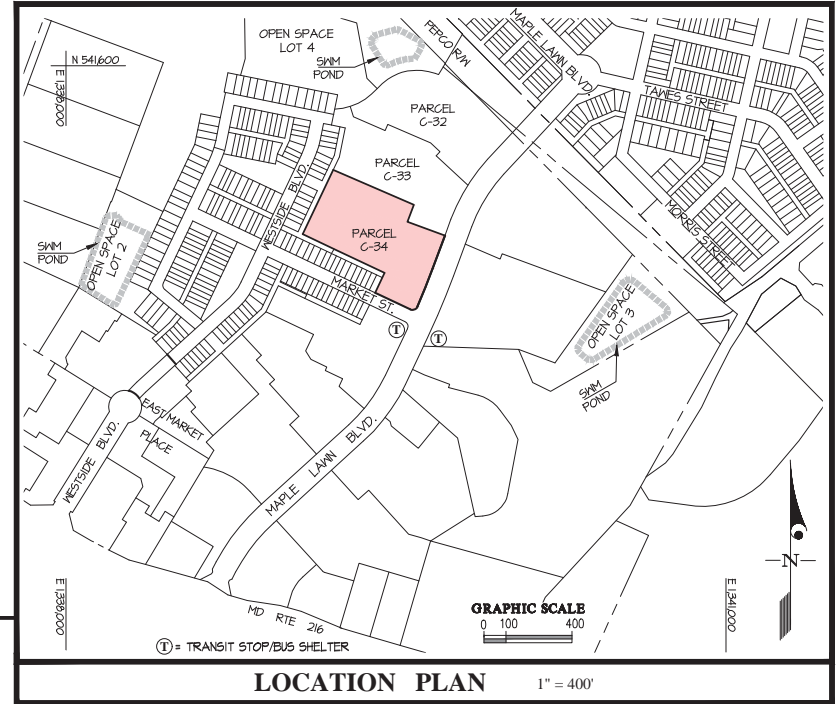 OPEN SPACE
LOT 4
SWM
POND
PEPCO R/W
MAPLE LAWN BLVD.
N 541,600
E 1,338,000
TAWES STREET
PARCEL
C-32
PARCEL
C-33
WESTSIDE BLVD.
PARCEL
C-34
MORRIS STREET
SWM
POND
OPEN SPACE
LOT 2
MARKET ST.
T
T
OPEN SPACE
LOT 3
SWM
POND
EAST MARKET
PLACE
WESTSIDE BLVD.
MAPLE LAWN BLVD.
N
E 1,338,000
E 1,341,000
MD RTE 216
GRAPHIC SCALE
0 100 400
T = TRANSIT STOP/BUS SHELTER
LOCATION PLAN 1" = 400'